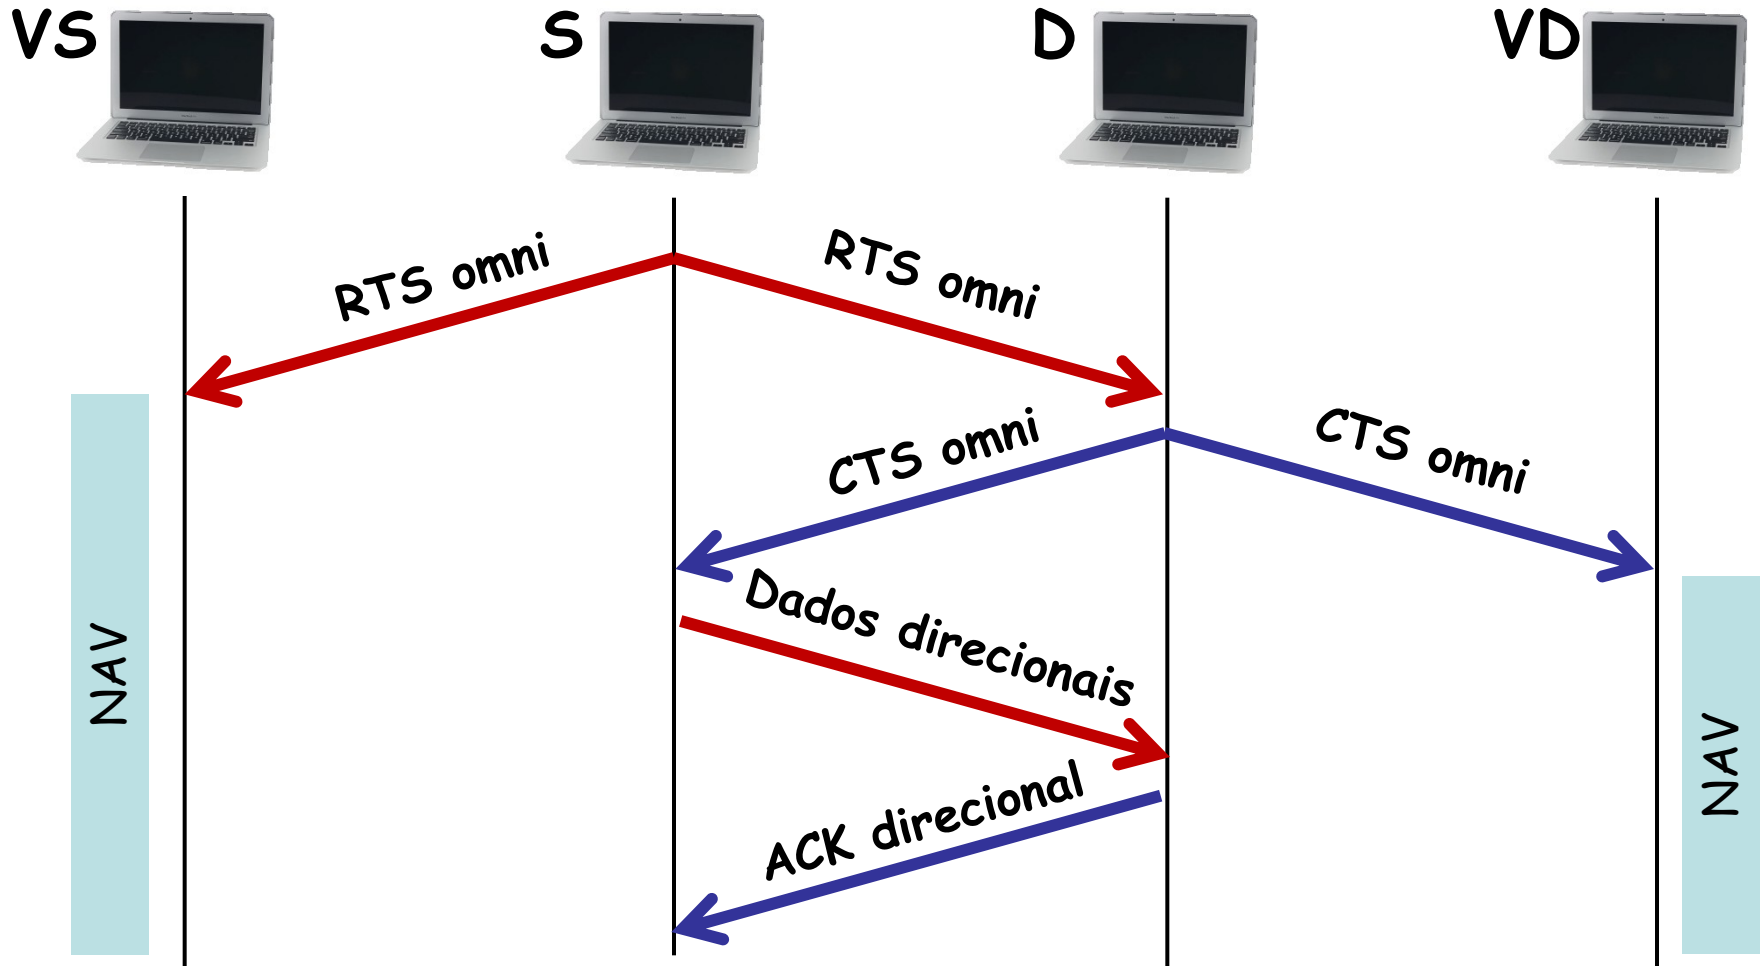 VS
S
D
VD
RTS omni
RTS omni
CTS omni
CTS omni
Dados direcionais
ACK direcional
NAV
NAV